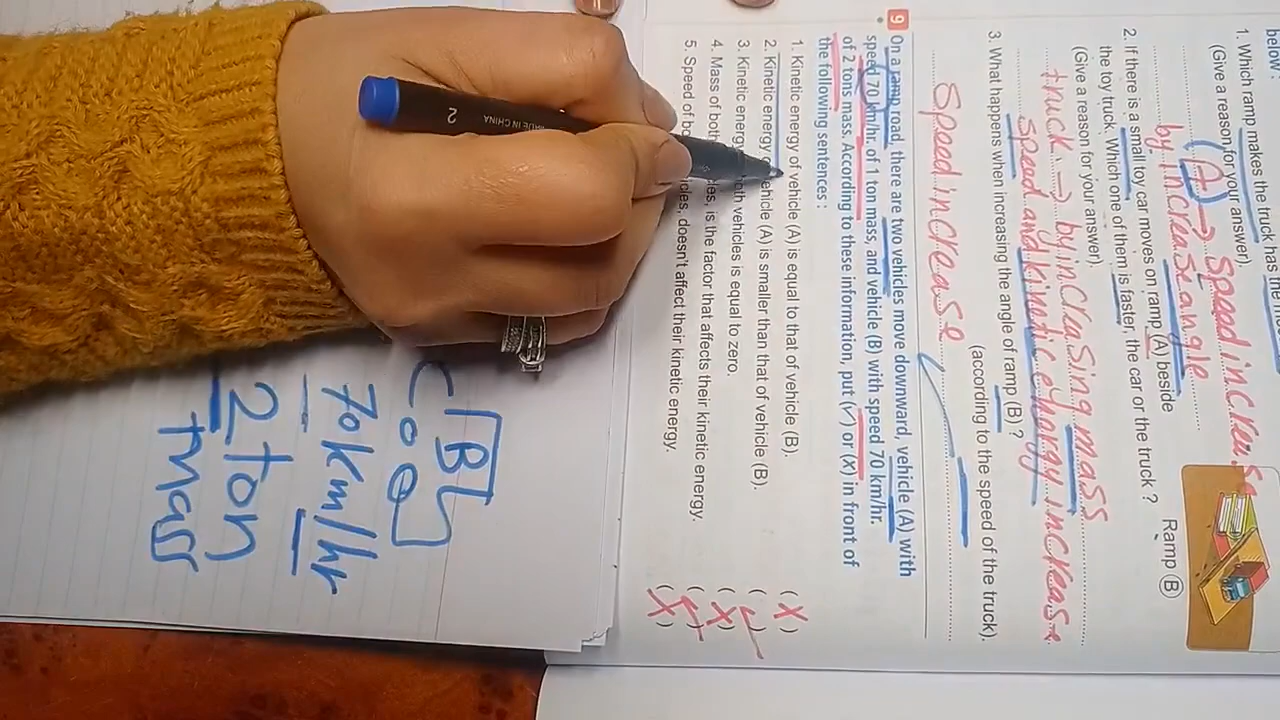 below :
1. Which ramp makes the truck has the
(Give a reason for your answer).
(A) → Speed increase
by increase angle
2. If there is a small toy car moves on ramp (A) beside
the toy truck. Which one of them is faster, the car or the truck ?
(Give a reason for your answer).
truck → by inclreaSing mass
speed and kinetic enargy increase
3. What happens when increasing the angle of ramp (B) ?
(according to the speed of the truck).
Speed increase
Ramp B
9 On a ramp road, there are two vehicles move downward, vehicle (A) with
speed 70 km/hr. of 1 ton mass, and vehicle (B) with speed 70 km/hr.
of 2 tons mass. According to these information, put (✓) or (X) in front of
the following sentences :
1. Kinetic energy of vehicle (A) is equal to that of vehicle (B). (X)
2. Kinetic energy vehicle (A) is smaller than that of vehicle (B). (✓)
3. Kinetic energy both vehicles is equal to zero. (X)
4. Mass of both is the factor that affects their kinetic energy. (✓)
5. Speed of doesn't affect their kinetic energy. (X)
B
70 km/hr
2 ton
mass
2
MADE IN CHINA